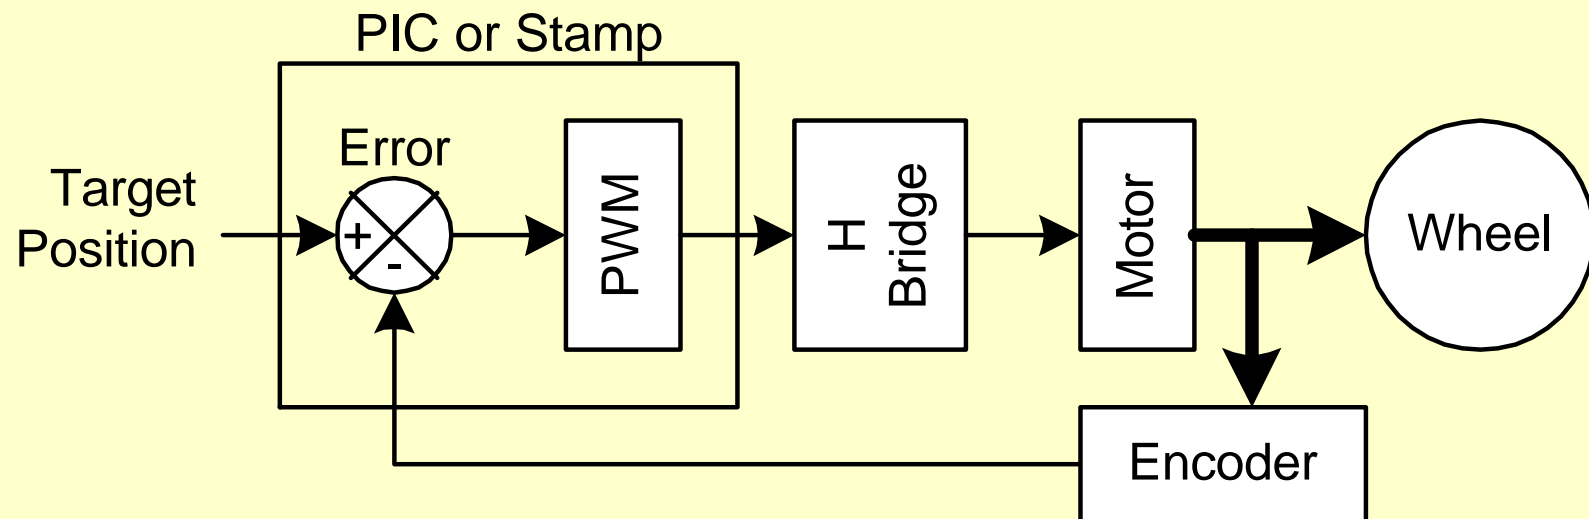 PIC or Stamp
Error
Target
Position
+
-
PWM
H
Bridge
Motor
Wheel
Encoder